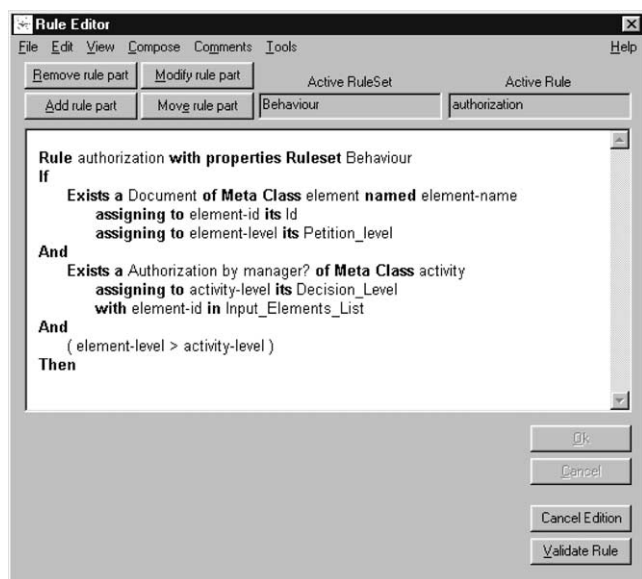 Rule Editor
File Edit View Compose Comments Tools Help
Remove rule part Modify rule part Active RuleSet Active Rule
Add rule part Move rule part Behaviour authorization
Rule authorization with properties Ruleset Behaviour
If
Exists a Document of Meta Class element named element-name
assigning to element-id its Id
assigning to element-level its Petition_level
And
Exists a Authorization by manager? of Meta Class activity
assigning to activity-level its Decision_Level
with element-id in Input_Elements_List
And
( element-level > activity-level )
Then
Ok
Cancel
Cancel Edition
Validate Rule